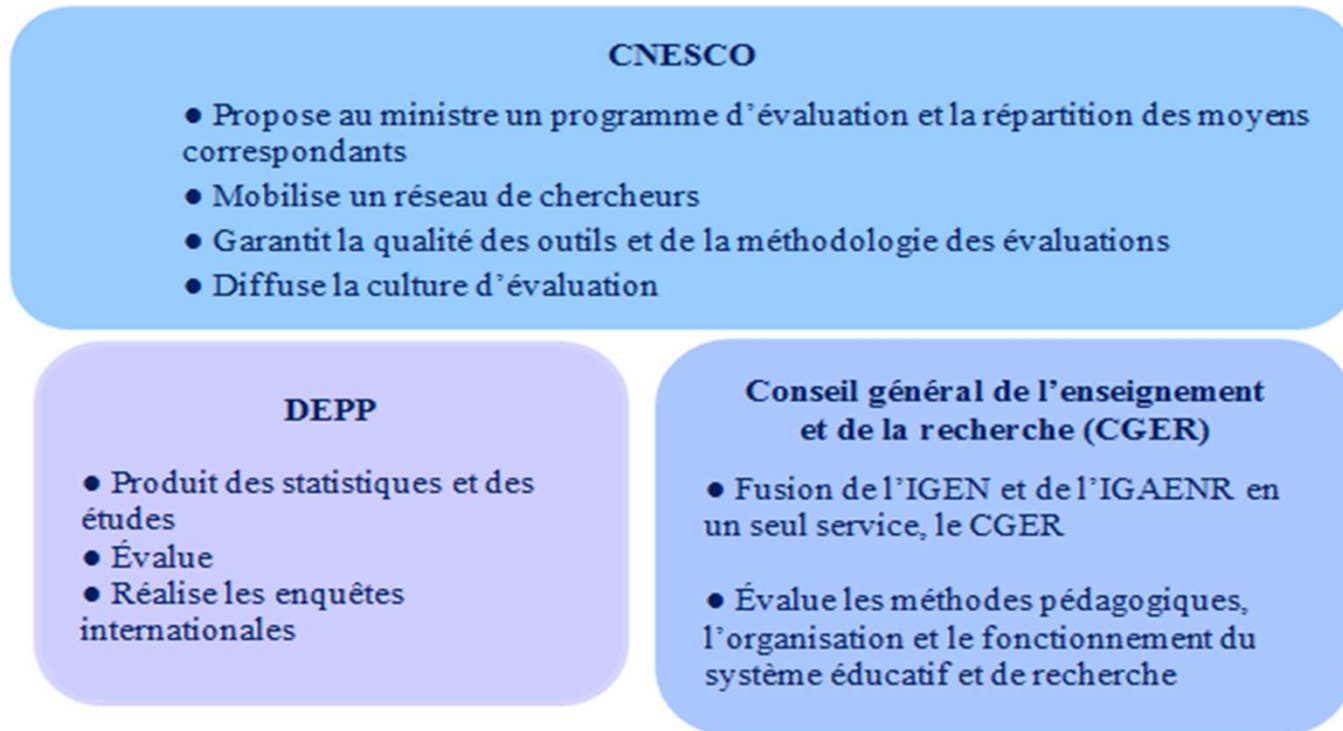 CNESCO
● Propose au ministre un programme d’évaluation et la répartition des moyens
correspondants
● Mobilise un réseau de chercheurs
● Garantit la qualité des outils et de la méthodologie des évaluations
● Diffuse la culture d’évaluation
DEPP
● Produit des statistiques et des
études
● Évalue
● Réalise les enquêtes
internationales
Conseil général de l’enseignement
et de la recherche (CGER)
● Fusion de l’IGEN et de l’IGAENR en
un seul service, le CGER
● Évalue les méthodes pédagogiques,
l’organisation et le fonctionnement du
système éducatif et de recherche